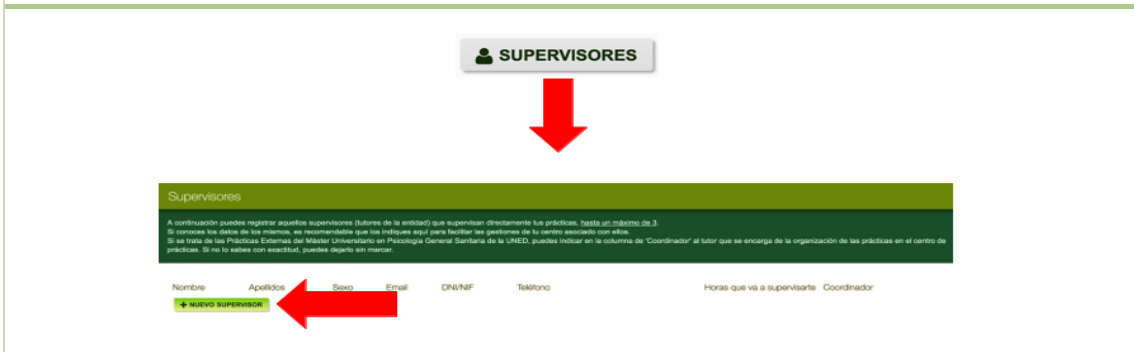 SUPERVISORES
Supervisores
A continuación puedes registrar aquellos supervisores (tutores de la entidad) que supervisan directamente tus prácticas, hasta un máximo de 3.
Si conoces los datos de los mismos, es recomendable que los indiques aquí para facilitar las gestiones de tu centro asociado con ellos.
Si se trata de las Prácticas Externas del Máster Universitario en Psicología General Sanitaria de la UNED, puedes indicar en la columna de 'Coordinador' al tutor que se encarga de la organización de las prácticas en el centro de
prácticas. Si no lo sabes con exactitud, puedes dejarlo sin marcar.
Nombre Apellidos Sexo Email DNI/NIF Teléfono Horas que va a supervisarte Coordinador
+ NUEVO SUPERVISOR